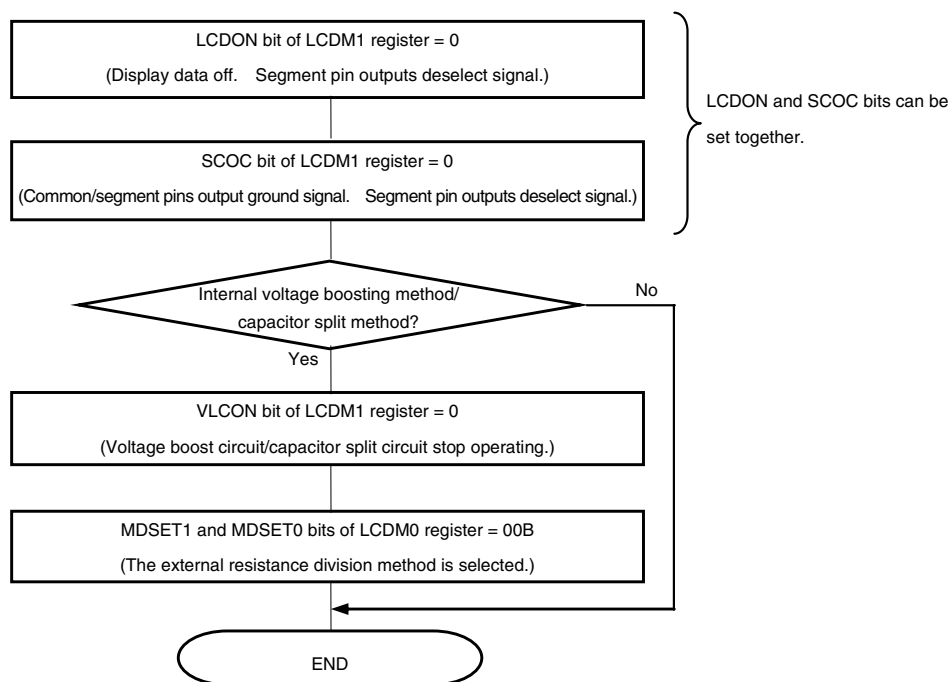 LCDON bit of LCDM1 register = 0
(Display data off. Segment pin outputs deselect signal.)
LCDON and SCOC bits can be
set together.
SCOC bit of LCDM1 register = 0
(Common/segment pins output ground signal. Segment pin outputs deselect signal.)
Internal voltage boosting method/
capacitor split method?
No
Yes
VLCON bit of LCDM1 register = 0
(Voltage boost circuit/capacitor split circuit stop operating.)
MDSET1 and MDSET0 bits of LCDM0 register = 00B
(The external resistance division method is selected.)
END